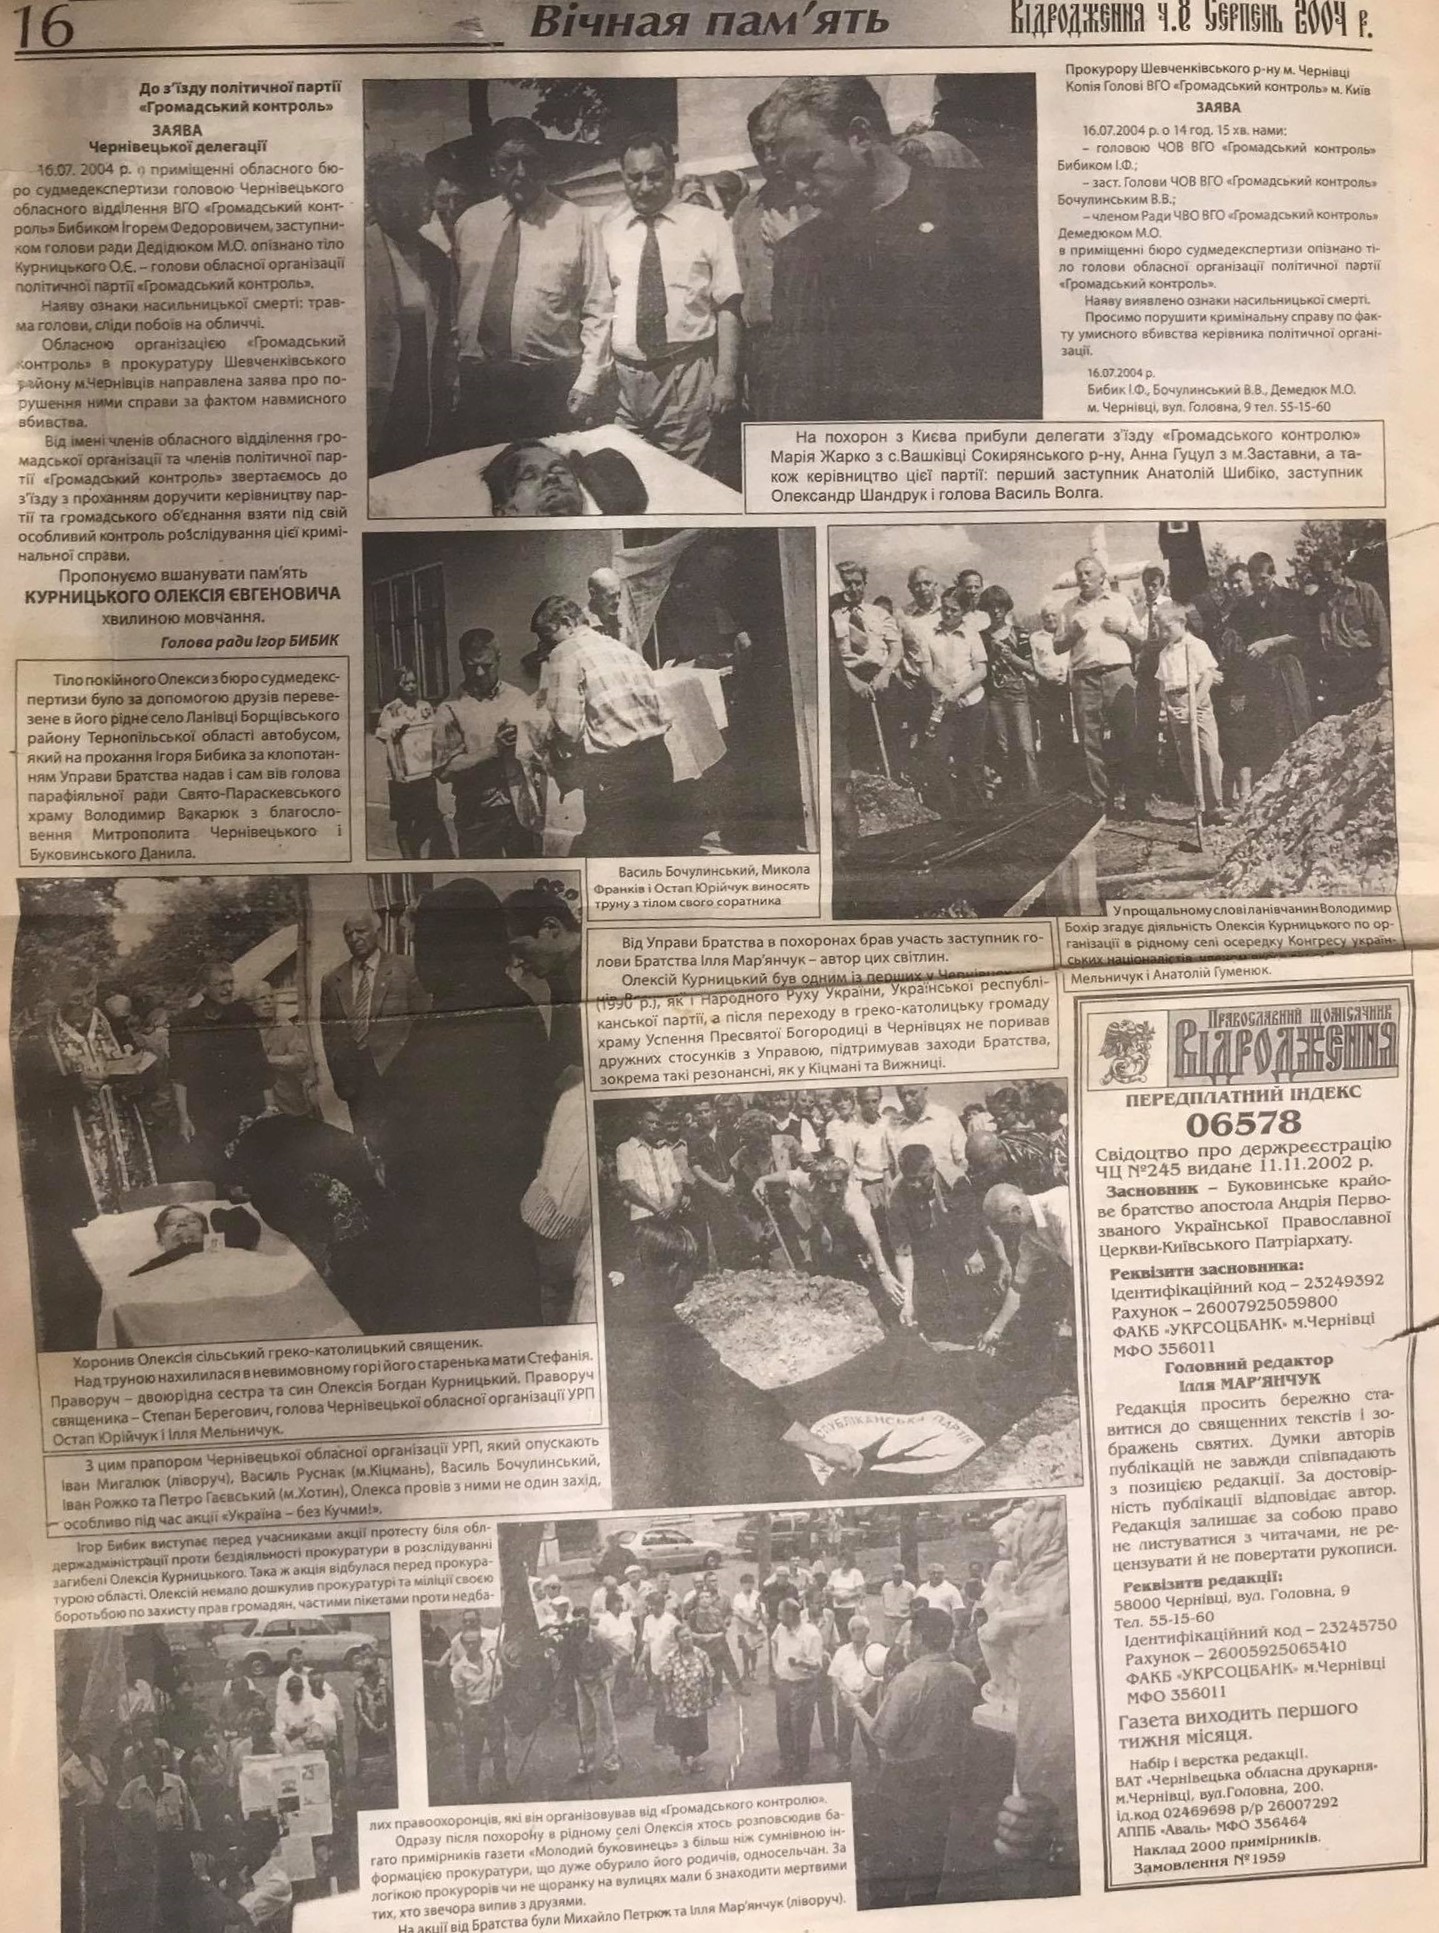 16
Вічная пам'ять
Відродження ч.8 Серпень 2004 р.
До з'їзду політичної партії
«Громадський контроль»
ЗАЯВА
Чернівецької делегації
16.07. 2004 р. о приміщенні обласного бю-
ро судмедекспертизи головою Чернівецького
обласного відділення ВГО «Громадський конт-
роль» Бибиком Ігорем Федоровичем, заступни-
ком голови ради Дедідюком М.О. опізнано тіло
Курницького О.Є. – голови обласної організації
політичної партії «Громадський контроль».
Наяву ознаки насильницької смерті: трав-
ма голови, сліди побоїв на обличчі.
Обласною організацією «Громадський
контроль» в прокуратуру Шевченківського
району м.Чернівців направлена заява про по-
рушення ними справи за фактом навмисного
вбивства.
Від імені членів обласного відділення гро-
мадської організації та членів політичної пар-
тії «Громадський контроль» звертаємось до
з'їзду з проханням доручити керівництву пар-
тії та громадського об'єднання взяти під свій
особливий контроль розслідування цієї кримі-
нальної справи.
Пропонуємо вшанувати пам'ять
КУРНИЦЬКОГО ОЛЕКСІЯ ЄВГЕНОВИЧА
хвилиною мовчання.
Голова ради Ігор БИБИК
Тіло покійного Олекси з бюро судмедекс-
пертизи було за допомогою друзів переве-
зене в його рідне село Ланівці Борщівського
району Тернопільської області автобусом,
який на прохання Ігоря Бибика за клопотан-
ням Управи Братства надав і сам вів голова
парафіяльної ради Свято-Параскевського
храму Володимир Вакарюк з благосло-
вення Митрополита Чернівецького і
Буковинського Данила.
Прокурору Шевченківського р-ну м. Чернівці
Копія Голові ВГО «Громадський контроль» м. Київ
ЗАЯВА
16.07.2004 р. о 14 год. 15 хв. нами:
– головою ЧОВ ВГО «Громадський контроль»
Бибиком І.Ф.;
– заст. Голови ЧОВ ВГО «Громадський контроль»
Бочулинським В.В.;
– членом Ради ЧВО ВГО «Громадський контроль»
Демедюком М.О.
в приміщенні бюро судмедекспертизи опізнано ті-
ло голови обласної організації політичної партії
«Громадський контроль».
Наяву виявлено ознаки насильницької смерті.
Просимо порушити кримінальну справу по фак-
ту умисного вбивства керівника політичної органі-
зації.
16.07.2004 р.
Бибик І.Ф., Бочулинський В.В., Демедюк М.О.
м. Чернівці, вул. Головна, 9 тел. 55-15-60
На похорон з Києва прибули делегати з'їзду «Громадського контролю»
Марія Жарко з с.Вашківці Сокирянського р-ну, Анна Гуцул з м.Заставни, а та-
кож керівництво цієї партії: перший заступник Анатолій Шибіко, заступник
Олександр Шандрук і голова Василь Волга.
Василь Бочулинський, Микола
Франків і Остап Юрійчук виносять
труну з тілом свого соратника
У прощальному слові ланівчанин Володимир
Бохір згадує діяльність Олексія Курницького по ор-
ганізації в рідному селі осередку Конгресу україн-
ських націоналістів,
Мельничук і Анатолій Гуменюк.
Від Управи Братства в похоронах брав участь заступник го-
лови Братства Ілля Мар'янчук – автор цих світлин.
Олексій Курницький був одним із перших у
(1990 р.), як і Народного Руху України, Української республі-
канської партії, а після переходу в греко-католицьку громаду
храму Успення Пресвятої Богородиці в Чернівцях не поривав
дружних стосунків з Управою, підтримував заходи Братства,
зокрема такі резонансні, як у Кіцмані та Вижниці.
Хоронив Олексія сільський греко-католицький священик.
Над труною нахилилася в невимовному горі його старенька мати Стефанія.
Праворуч – двоюрідна сестра та син Олексія Богдан Курницький. Праворуч
священика – Степан Берегович, голова Чернівецької обласної організації УРП
Остап Юрійчук і Ілля Мельничук.
З цим прапором Чернівецької обласної організації УРП, який опускають
Іван Мигалюк (ліворуч), Василь Руснак (м.Кіцмань), Василь Бочулинський,
Іван Рожко та Петро Гаєвський (м.Хотин), Олекса провів з ними не один захід,
особливо під час акції «Україна – без Кучми!».
ПУБЛІКАНСЬКА ПАРТІЯ
Ігор Бибик виступає перед учасниками акції протесту біля обл-
держадміністрації проти бездіяльності прокуратури в розслідуванні
загибелі Олексія Курницького. Така ж акція відбулася перед прокура-
турою області. Олексій немало дошкулив прокуратурі та міліції своєю
боротьбою по захисту прав громадян, частими пікетами проти недба-
лих правоохоронців, які він організовував від «Громадського контролю».
Одразу після похорону в рідному селі Олексія хтось розповсюдив ба-
гато примірників газети «Молодий буковинець» з більш ніж сумнівною ін-
формацією прокуратури, що дуже обурило його родичів, односельчан. За
логікою прокурорів чи не щоранку на вулицях мали б знаходити мертвими
тих, хто звечора випив з друзями.
На акції від Братства були Михайло Петрюк та Ілля Мар'янчук (ліворуч).
Православний щомісячник
Відродження
ПЕРЕДПЛАТНИЙ ІНДЕКС
06578
Свідоцтво про держреєстрацію
ЧЦ №245 видане 11.11.2002 р.
Засновник – Буковинське крайо-
ве братство апостола Андрія Перво-
званого Української Православної
Церкви-Київського Патріархату.
Реквізити засновника:
Ідентифікаційний код – 23249392
Рахунок – 26007925059800
ФАКБ «УКРСОЦБАНК» м.Чернівці
МФО 356011
Головний редактор
Ілля МАР'ЯНЧУК
Редакція просить бережно ста-
витися до священних текстів і зо-
бражень святих. Думки авторів
публікацій не завжди співпадають
з позицією редакції. За достовір-
ність публікації відповідає автор.
Редакція залишає за собою право
не листуватися з читачами, не ре-
цензувати й не повертати рукописи.
Реквізити редакції:
58000 Чернівці, вул. Головна, 9
Тел. 55-15-60
Ідентифікаційний код – 23245750
Рахунок – 26005925065410
ФАКБ «УКРСОЦБАНК» м.Чернівці
МФО 356011
Газета виходить першого
тижня місяця.
Набір і верстка редакції.
ВАТ «Чернівецька обласна друкарня»
м.Чернівці, вул.Головна, 200.
ід.код 02469698 р/р 26007292
АППБ «Аваль» МФО 356464
Наклад 2000 примірників.
Замовлення №1959